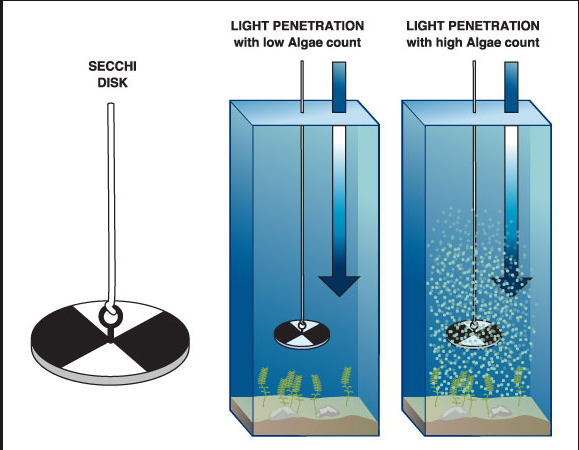 SECCHI
DISK
LIGHT PENETRATION
with low Algae count
LIGHT PENETRATION
with high Algae count